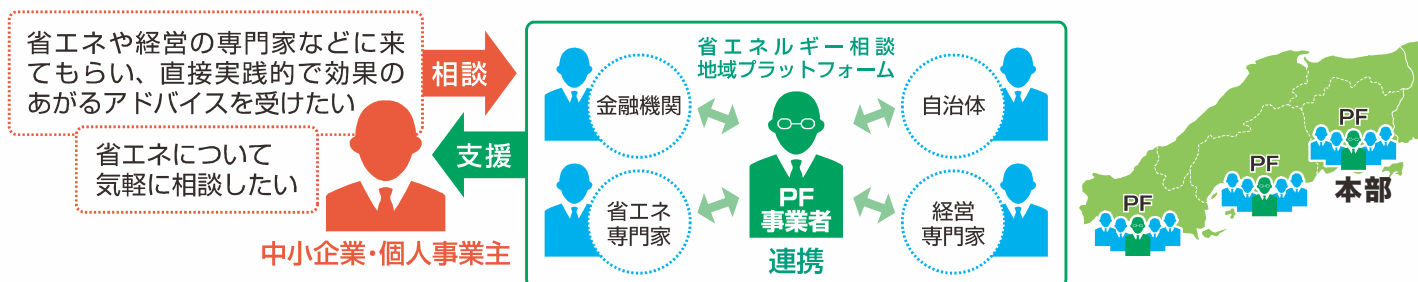 省エネや経営の専門家などに来
てもらい、直接実践的で効果の
あがるアドバイスを受けたい
省エネについて
気軽に相談したい
中小企業・個人事業主
相談
支援
省エネルギー相談
地域プラットフォーム
金融機関
自治体
省エネ
専門家
経営
専門家
PF
事業者
連携
PF
PF
PF
本部